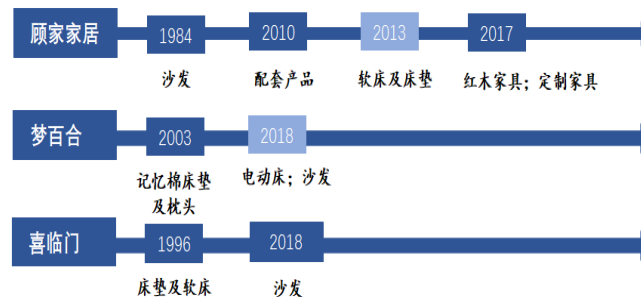 顾家家居 1984 2010 2013 2017
沙发 配套产品 软床及床垫 红木家具；定制家具
梦百合 2003 2018
记忆棉床垫 电动床；沙发
及枕头
喜临门 1996 2018
床垫及软床 沙发